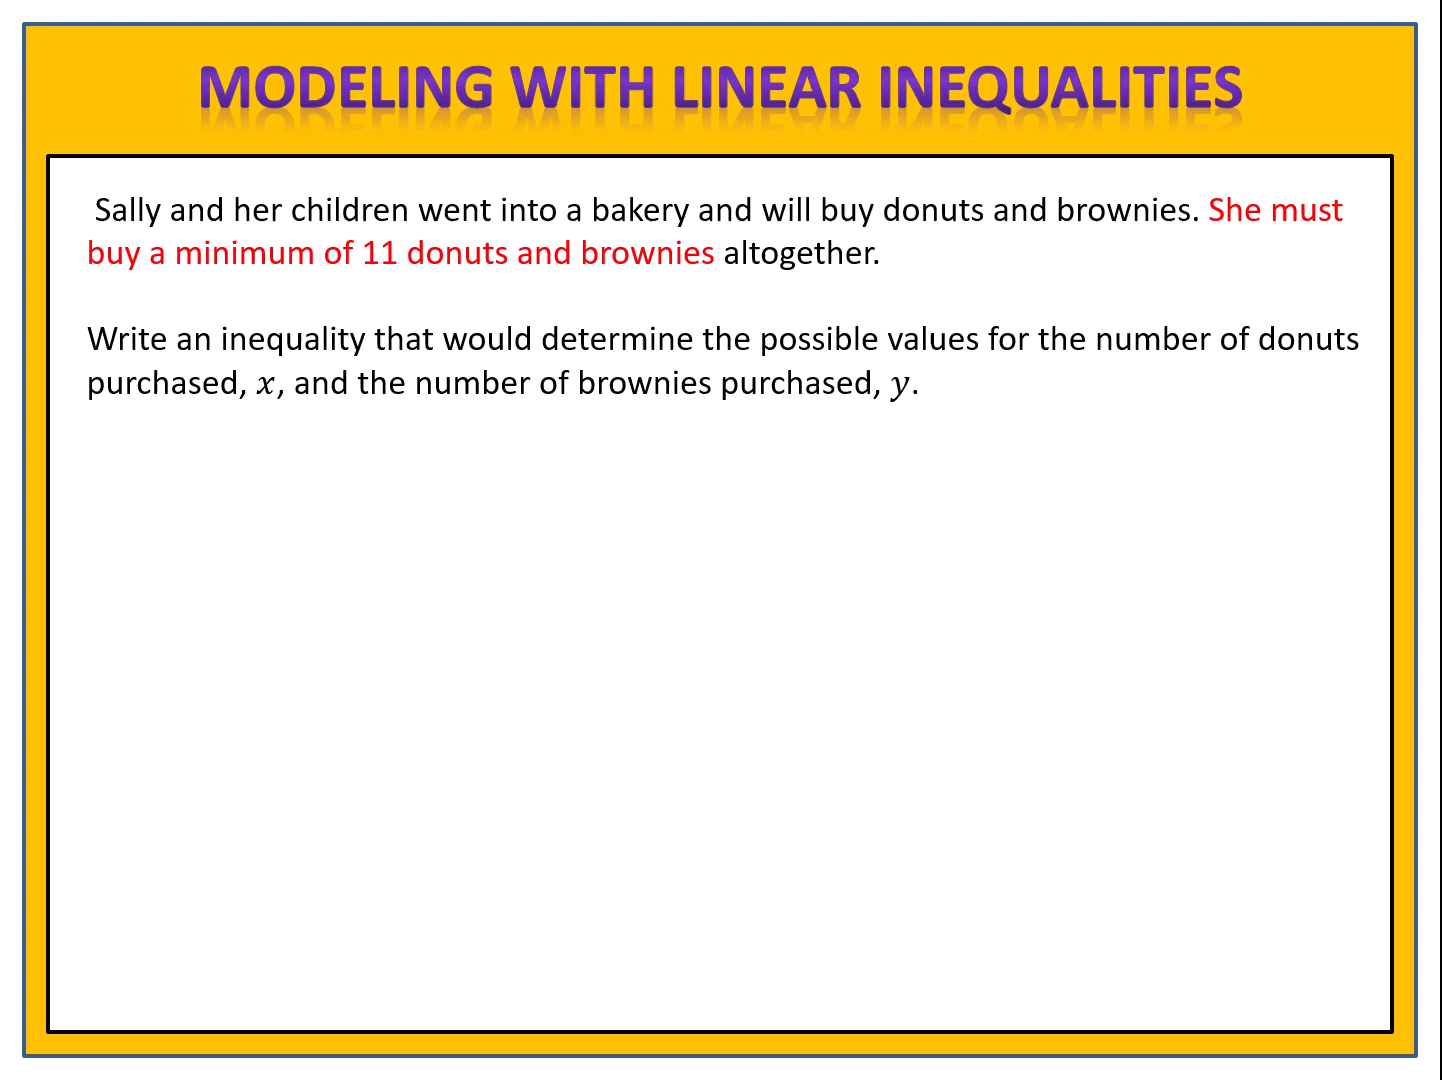 MODELING WITH LINEAR INEQUALITIES
Sally and her children went into a bakery and will buy donuts and brownies. She must
buy a minimum of 11 donuts and brownies altogether.
Write an inequality that would determine the possible values for the number of donuts
purchased, x, and the number of brownies purchased, y.